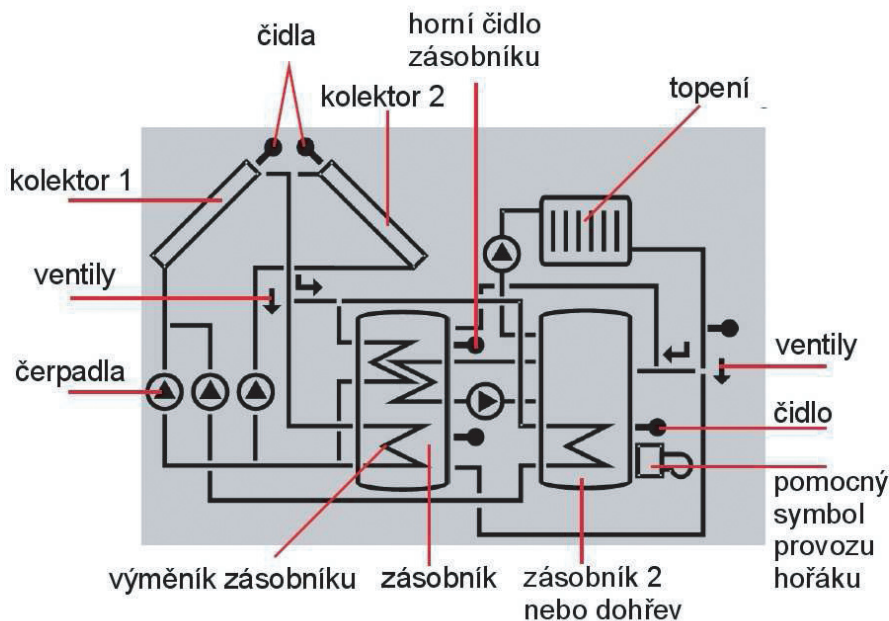 čidla
horní čidlo
zásobníku
kolektor 2
topení
kolektor 1
ventily
ventily
čerpadla
čidlo
pomocný
symbol
provozu
hořáku
výměník zásobníku
zásobník
zásobník 2
nebo dohřev